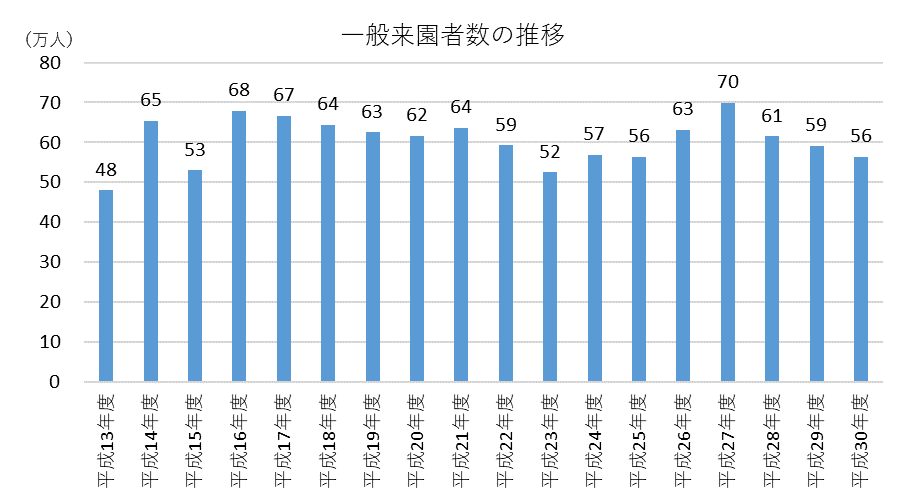 一般来園者数の推移
(万人)
80
70
60
50
40
30
20
10
0
48
65
53
68
67
64
63
62
64
59
52
57
56
63
70
61
59
56
平成13年度
平成14年度
平成15年度
平成16年度
平成17年度
平成18年度
平成19年度
平成20年度
平成21年度
平成22年度
平成23年度
平成24年度
平成25年度
平成26年度
平成27年度
平成28年度
平成29年度
平成30年度